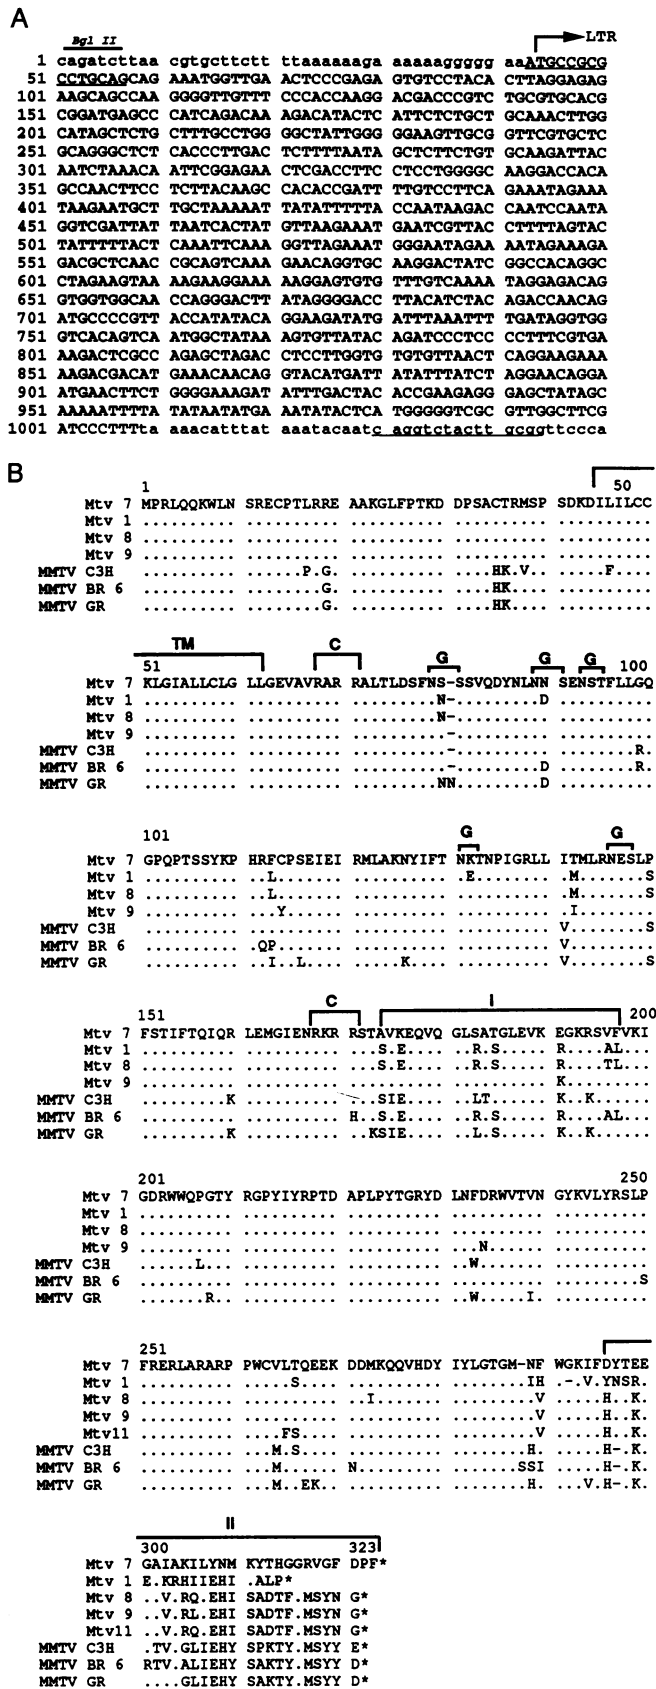 A
Bgl II
LTR
1 cagatcttaa cgtgcttctt ttaaaaaaga aaaaaggggg aaATGCCGCG
51 CCTGCAGCAG AAATGGTTGA ACTCCCGAGA GTGTCCTACA CTTAGGAGAG
101 AAGCAGCCAA GGGGTTGTTT CCCACCAAGG ACGACCCGTC TGCGTGCACA
151 CGGATGAGCC CATCAGACAA AGACATACTC ATTCTCTGCT GCAAACTTGG
201 CATAGCTCTG CTTTGCCTGG GGCTATTGGG GGAAGTTGCG GTTCGTGCTC
251 GCAGGGCTCT CACCCTTGAC TCTTTTAATA GCTCTTCTGT GCAAGATTAC
301 AATCTAAACA ATTCGGAGAA CTCGACCTTC CTCCTGGGGC AAGGACCACA
351 GCCAACTTCC TCTTACAAGC CACACCGATT TTGTCCTTCA GAAATAGAAA
401 TAAGAATGCT TGCTAAAAAT TATATTTTTA CCAATAAGAC CAATCCAATA
451 GGTCGATTAT TAATCACTAT GTTAAGAAAT GAATCGTTAC CTTTTAGTAC
501 TATTTTTACT CAAATTCAAA GGTTAGAAAT GGGAATAGAA AATAGAAAGA
551 GACGCTCAAC CGCAGTCAAA GAACAGGTGC AAGGACTATC GGCCACAGGC
601 CTAGAAGTAA AGAAGGAAAA AGGAGTGTG TTTGTCAAAA TAGGAGACAG
651 GTGGTGGCAA CCAGGGACTT ATAGGGGACC TTACATCTAC AGACCAACAG
701 ATGCCCCCGTT ACCATATACA GGAAGATATG ATTTAAATTT TGATAGGTGG
751 GTCACAGTCA ATGGCTATAA AGTGTTATAC AGATCCCTCC CCTTTCGTGA
801 AAGACTCGCC AGAGCTAGAC CTCCTTGGTG TGTGTTAACT CAGGAAGAAA
851 AAGACGACAT GAAACAACAG GTACATGATT ATATTTATCT AGGAACAGGA
901 ATGAACTTCT GGGGAAAGAT ATTTGACTAC ACCGAAGAGG GAGCTATAGC
951 AAAAATTTTA TATAATATGA AATATACTCA TGGGGGTCGC GTTGGCTTCG
1001 ATCCCTTTta aaacatttat aaatacaatc aggtctactt gcggttccca
B
1 50
Mtv 7 MPRLQQKWLN SRECPTLRRE AAKGLFPTKD DPSACTRMSP SDKDILILCC
Mtv 1 .......... .......... .......... .......... ..........
Mtv 8 .......... .......... .......... .......... ..........
Mtv 9 .......... .......... .......... .......... ..........
MMTV C3H .......... ......P.G. .......... ....HK.V.. .....F....
MMTV BR 6 .......... ........G. .......... ....HK.... ..........
MMTV GR .......... ........G. .......... ....HK.... ..........
TM C G G G
51 100
Mtv 7 KLGIALLCLG LLGEVAVRAR RALTLDSFNS-SSVQDYNLNN SENSTFLLGQ
Mtv 1 N- D
Mtv 8 N-
Mtv 9 -
MMTV C3H - R.
MMTV BR 6 - D R.
MMTV GR NN D
G G
101
Mtv 7 GPQPTSSYKP HRFCPSEIEI RMLAKNYIFT NKTNPIGRLL ITMLRNESLP
Mtv 1 L E M S
Mtv 8 L M S
Mtv 9 Y I
MMTV C3H V S
MMTV BR 6 QP V
MMTV GR I L K V S
C I
151 200
Mtv 7 FSTIFTQIQR LEMGIENRKR RSTAVKEQVQ GLSATGLEVK EGKRSVFVKI
Mtv 1 S.E R.S R AL
Mtv 8 S.E R.S R TL
Mtv 9 K
MMTV C3H K SIE LT R..R
MMTV BR 6 H S.E R.S R AL
MMTV GR K KSIE L.S R..R
201 250
Mtv 7 GDRWWQPGTY RGPYIYRPTD APLPYTGRYD LNFDRWVTVN GYKVLYRSLP
Mtv 1 .......... .......... .......... .......... ..........
Mtv 8 .......... .......... .......... .......... ..........
Mtv 9 N
MMTV C3H L W
MMTV BR 6 S
MMTV GR R W I
251
Mtv 7 FRERLARARP PWCVLTQEEK DDMKQQVHDY IYLGTGM-NF WGKIFDYTEE
Mtv 1 S IH .-.V.YNSR.
Mtv 8 I V H.K.
Mtv 9 V H.K.
Mtv11 FS V H.K.
MMTV C3H M.S H. H-.K.
MMTV BR 6 M N SSI H-.K.
MMTV GR M EK H. V.H-.K.
II
300 323
Mtv 7 GAIAKILYNM KYTHGGRVGF DPF*
Mtv 1 E.KRHIIEHI .ALP*
Mtv 8 ..V.RQ.EHI SADTF.MSYN G*
Mtv 9 ..V.RL.EHI SADTF.MSYN G*
Mtv11 ..V.RQ.EHI SADTF.MSYN G*
MMTV C3H .TV.GLIEHY SPKTY.MSYY E*
MMTV BR 6 RTV.ALIEHY SAKTY.MSYY D*
MMTV GR ....GLIEHY SAKTY.MSYY D*